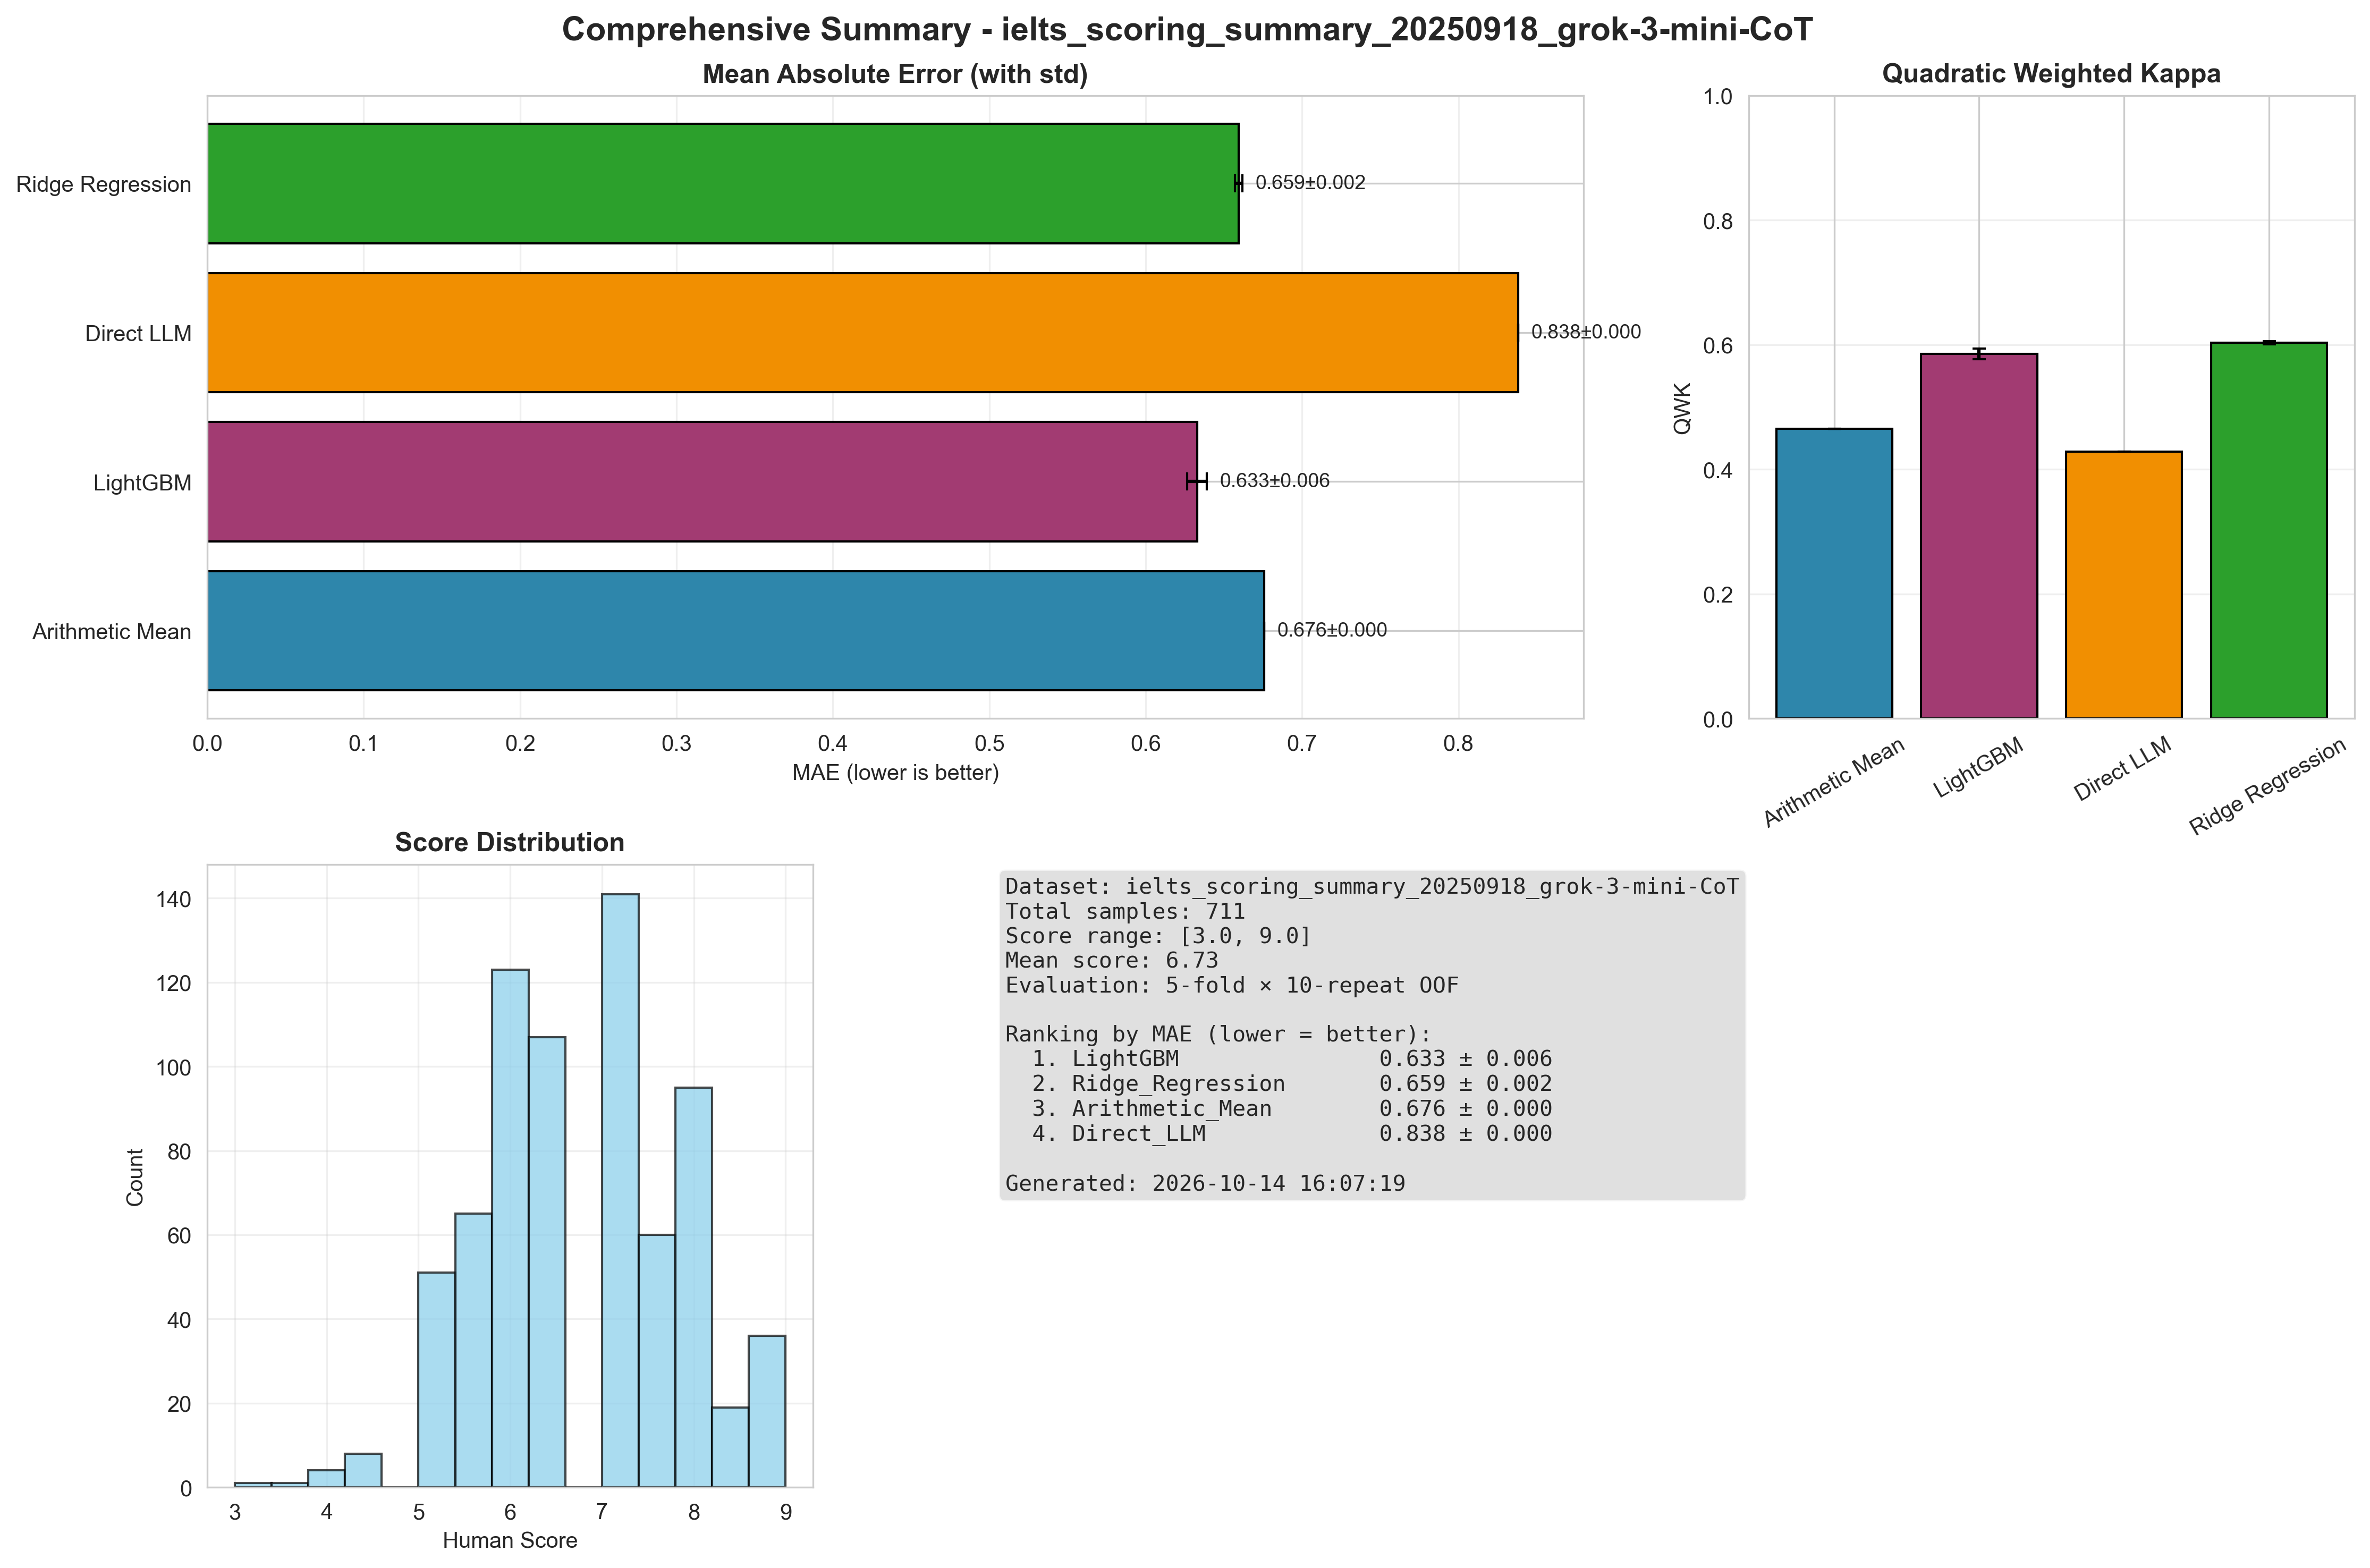 Comprehensive Summary - ielts_scoring_summary_20250918_grok-3-mini-CoT
Mean Absolute Error (with std)
Ridge Regression
0.659±0.002
Direct LLM
0.838±0.000
LightGBM
0.633±0.006
Arithmetic Mean
0.676±0.000
0.0 0.1 0.2 0.3 0.4 0.5 0.6 0.7 0.8
MAE (lower is better)
Quadratic Weighted Kappa
1.0
0.8
0.6
0.4
0.2
0.0
QWK
Arithmetic Mean
LightGBM
Direct LLM
Ridge Regression
Score Distribution
140
120
100
80
60
40
20
0
Count
3 4 5 6 7 8 9
Human Score
Dataset: ielts_scoring_summary_20250918_grok-3-mini-CoT
Total samples: 711
Score range: [3.0, 9.0]
Mean score: 6.73
Evaluation: 5-fold × 10-repeat OOF
Ranking by MAE (lower = better):
1. LightGBM 0.633 ± 0.006
2. Ridge_Regression 0.659 ± 0.002
3. Arithmetic_Mean 0.676 ± 0.000
4. Direct_LLM 0.838 ± 0.000
Generated: 2026-10-14 16:07:19